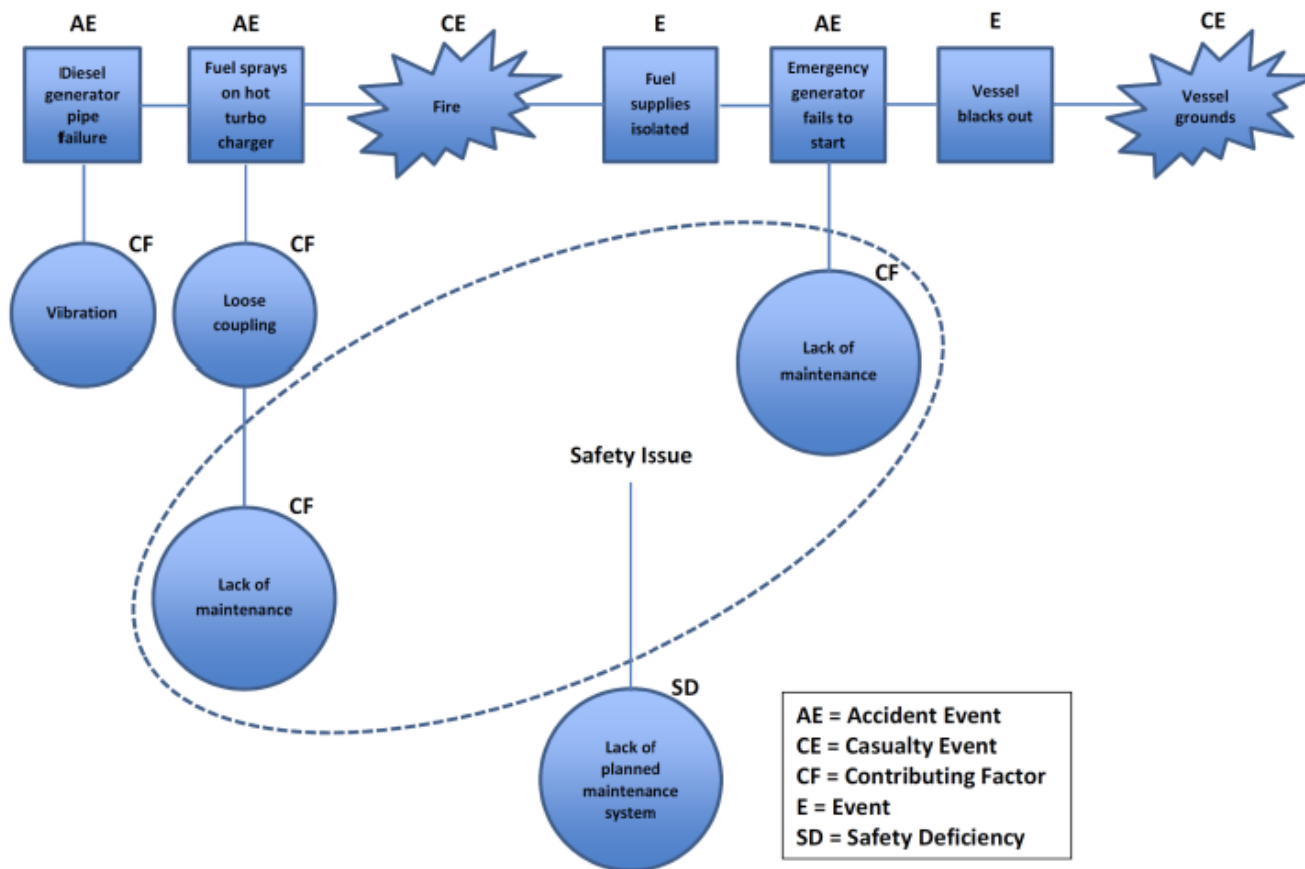 AE
AE
CE
E
AE
E
CE
Diesel
generator
pipe
failure
Fuel sprays
on hot
turbo
charger
Fire
Fuel
supplies
isolated
Emergency
generator
fails to
start
Vessel
blacks out
Vessel
grounds
CF
Vibration
CF
Loose
coupling
CF
Lack of
maintenance
Safety Issue
CF
Lack of
maintenance
SD
Lack of
planned
maintenance
system
AE = Accident Event
CE = Casualty Event
CF = Contributing Factor
E = Event
SD = Safety Deficiency